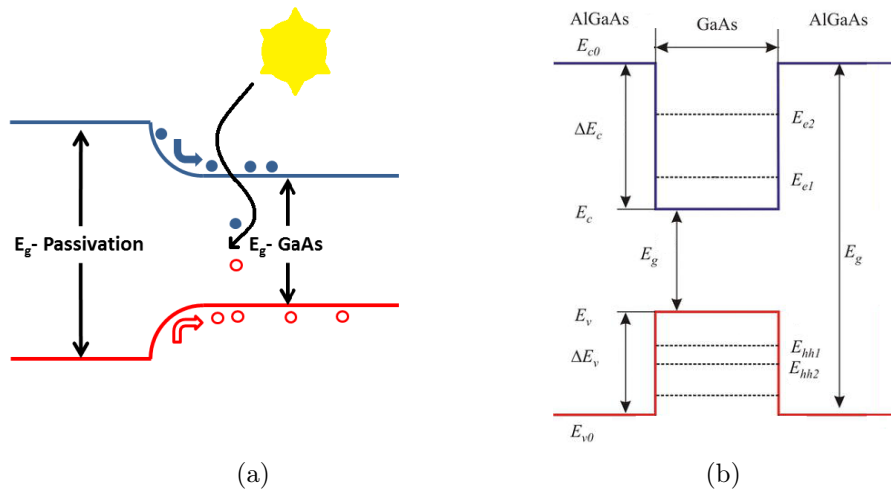 E_g- Passivation
E_g- GaAs
(a)
AlGaAs GaAs AlGaAs
E_c0
ΔE_c
E_e2
E_e1
E_c
E_g
E_g
E_v
ΔE_v
E_hh1
E_hh2
E_v0
(b)